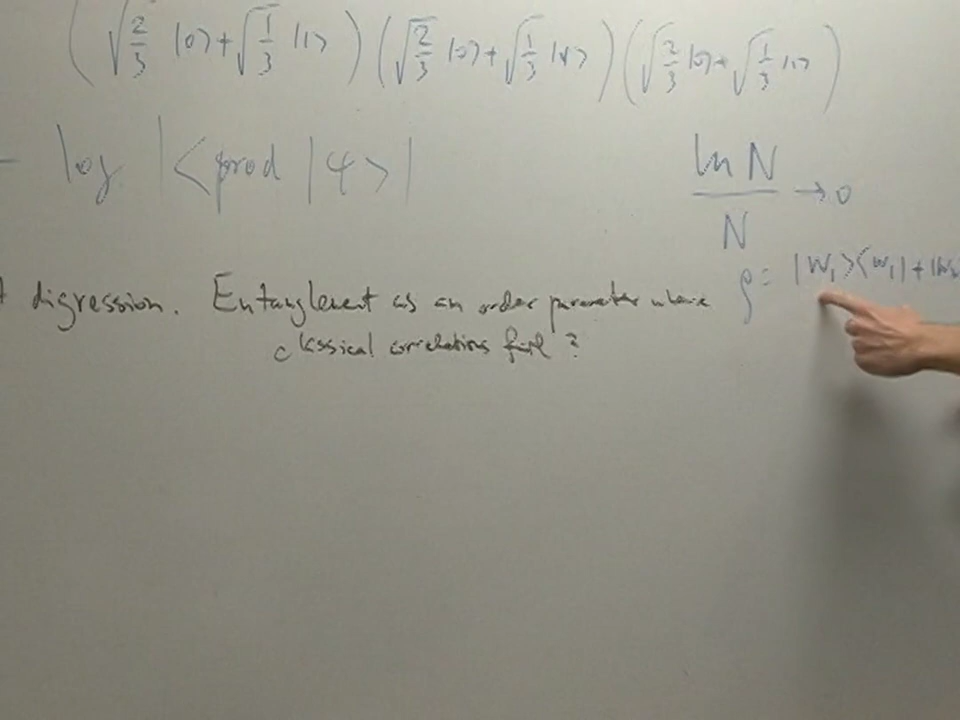 (√2/3 |0⟩+√1/3 |1⟩)(√2/3 |0⟩+√1/3 |1⟩)(√2/3 |0⟩+√1/3 |1⟩)
– log |<prod |ψ>|
ln N / N → 0
ρ = |W₁><W₁| + |W
digression. Entanglement as an order parameter where
classical correlations fail?